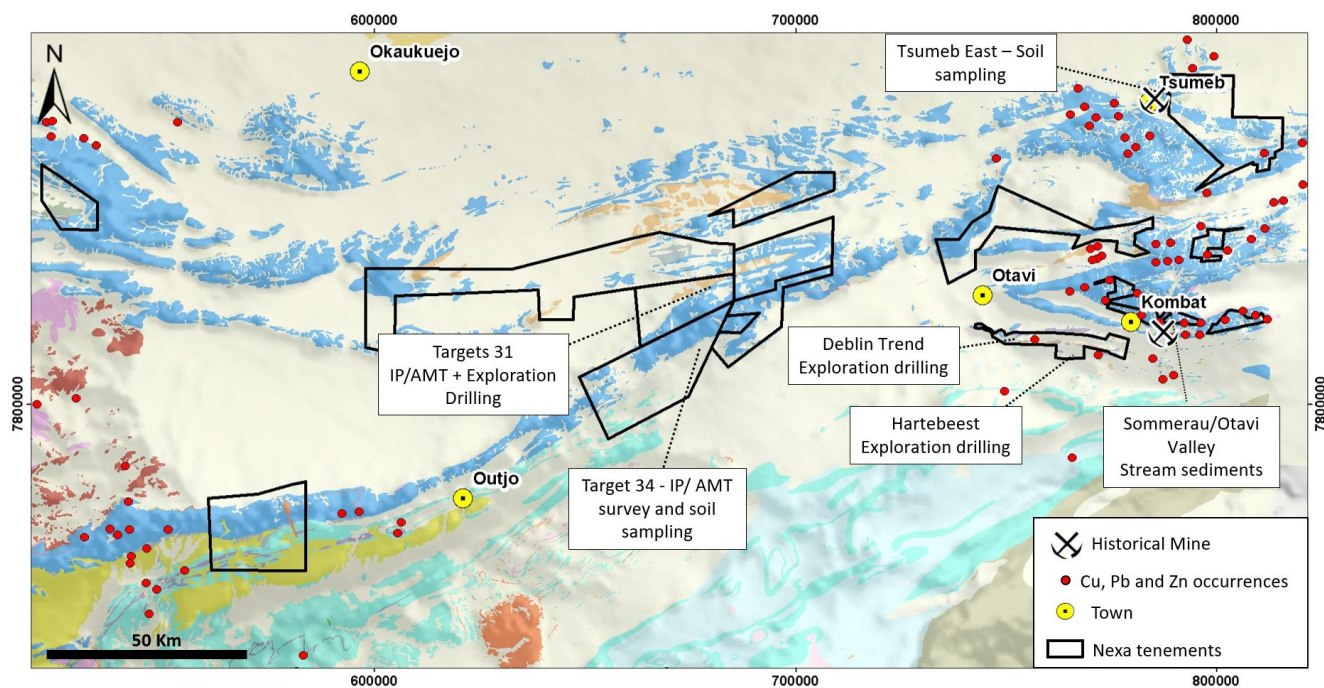 600000
700000
800000
N
Okaukuejo
Tsumeb East – Soil
sampling
Tsumeb
Otavi
Kombat
Targets 31
IP/AMT + Exploration
Drilling
Deblin Trend
Exploration drilling
7800000
7800000
Hartebeest
Exploration drilling
Sommerau/Otavi
Valley
Stream sediments
Outjo
Target 34 - IP/ AMT
survey and soil
sampling
Historical Mine
Cu, Pb and Zn occurrences
Town
Nexa tenements
50 Km
600000
700000
800000